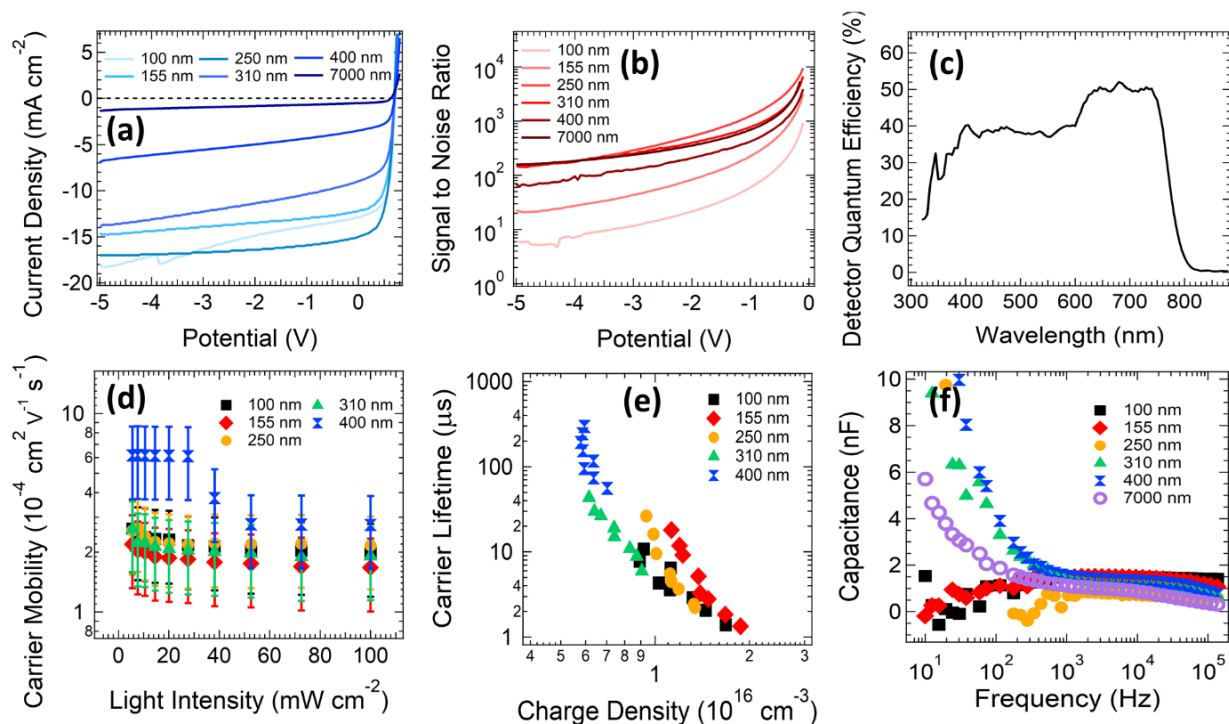 (a)
Current Density (mA cm-2)
5
0
-5
-10
-15
-20
100 nm 250 nm 400 nm
155 nm 310 nm 7000 nm
-5 -4 -3 -2 -1 0
Potential (V)
(b)
Signal to Noise Ratio
10^4
10^3
10^2
10^1
10^0
100 nm
155 nm
250 nm
310 nm
400 nm
7000 nm
-5 -4 -3 -2 -1 0
Potential (V)
(c)
Detector Quantum Efficiency (%)
60
50
40
30
20
10
0
300 400 500 600 700 800
Wavelength (nm)
(d)
Carrier Mobility (10-4 cm2 V-1 s-1)
10
8
6
4
2
1
8
100 nm 310 nm
155 nm 400 nm
250 nm
0 20 40 60 80 100
Light Intensity (mW cm-2)
(e)
Carrier Lifetime (µs)
1000
100
10
1
100 nm
155 nm
250 nm
310 nm
400 nm
4 5 6 7 8 9 1 2 3
Charge Density (10^16 cm-3)
(f)
Capacitance (nF)
10
8
6
4
2
0
100 nm
155 nm
250 nm
310 nm
400 nm
7000 nm
10^1 10^2 10^3 10^4 10^5
Frequency (Hz)